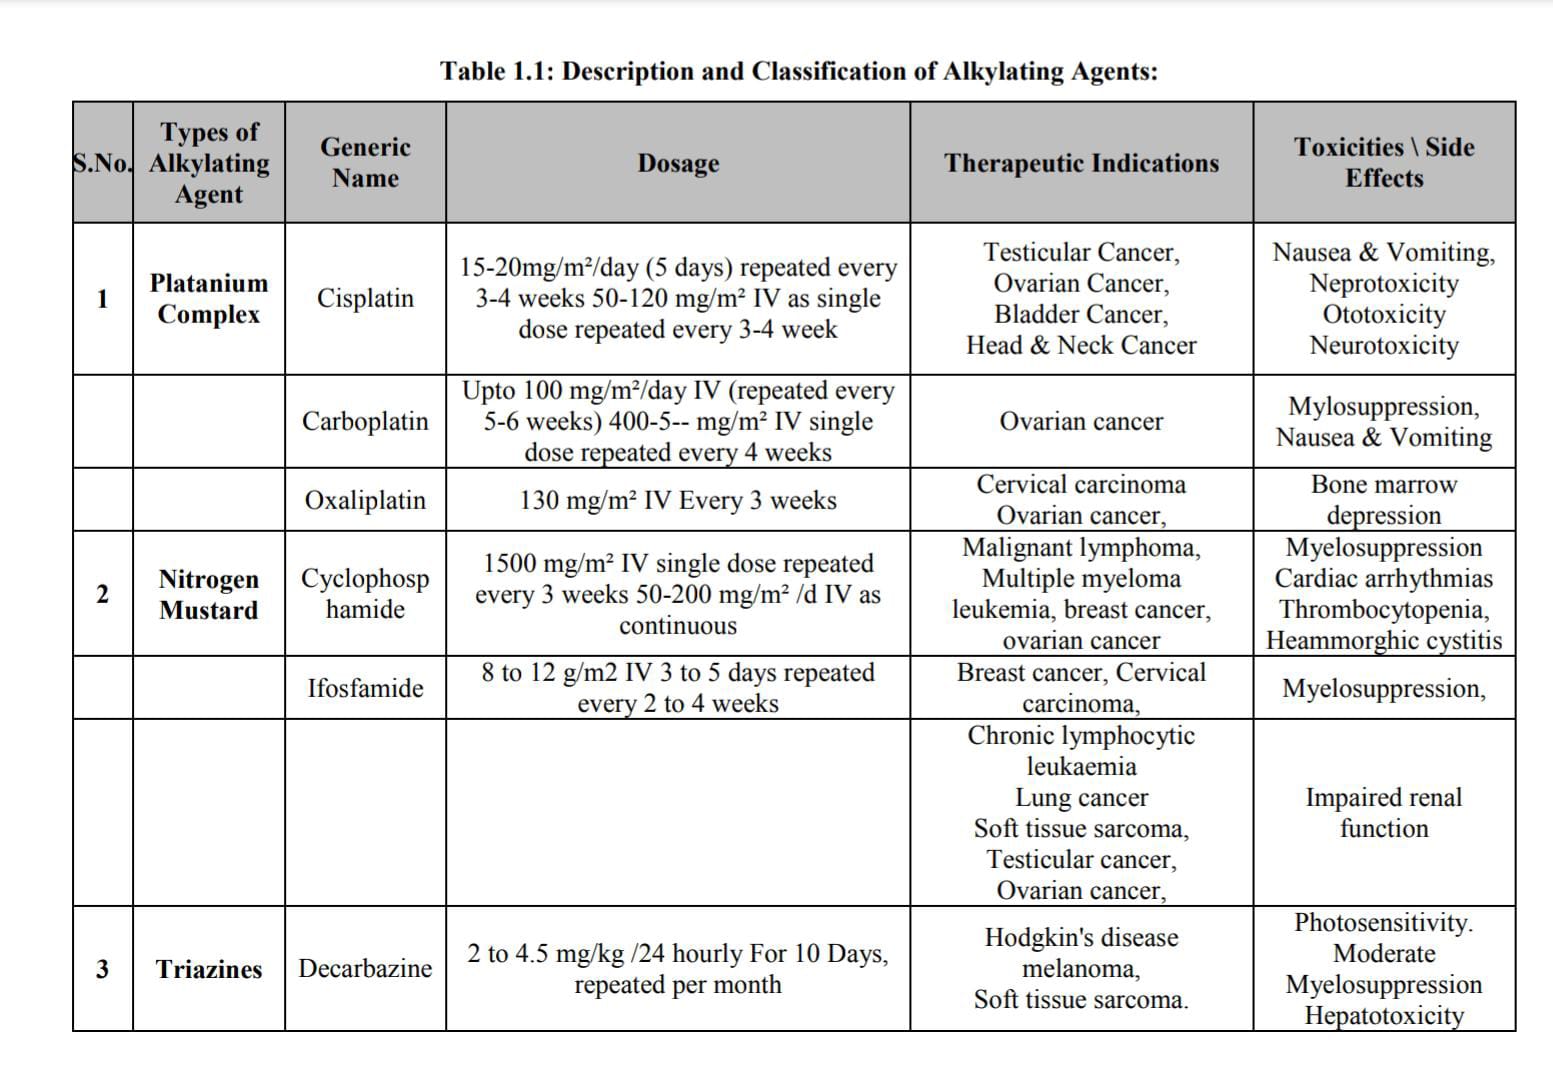 Table 1.1: Description and Classification of Alkylating Agents:
S.No.
Types of
Alkylating
Agent
Generic
Name
Dosage
Therapeutic Indications
Toxicities \ Side
Effects
1
Platanium
Complex
Cisplatin
15-20mg/m²/day (5 days) repeated every
3-4 weeks 50-120 mg/m² IV as single
dose repeated every 3-4 week
Testicular Cancer,
Ovarian Cancer,
Bladder Cancer,
Head & Neck Cancer
Nausea & Vomiting,
Neprotoxicity
Ototoxicity
Neurotoxicity
Carboplatin
Upto 100 mg/m²/day IV (repeated every
5-6 weeks) 400-5-- mg/m² IV single
dose repeated every 4 weeks
Ovarian cancer
Mylosuppression,
Nausea & Vomiting
Oxaliplatin
130 mg/m² IV Every 3 weeks
Cervical carcinoma
Ovarian cancer,
Bone marrow
depression
2
Nitrogen
Mustard
Cyclophosp
hamide
1500 mg/m² IV single dose repeated
every 3 weeks 50-200 mg/m² /d IV as
continuous
Malignant lymphoma,
Multiple myeloma
leukemia, breast cancer,
ovarian cancer
Myelosuppression
Cardiac arrhythmias
Thrombocytopenia,
Heammorghic cystitis
Ifosfamide
8 to 12 g/m2 IV 3 to 5 days repeated
every 2 to 4 weeks
Breast cancer, Cervical
carcinoma,
Myelosuppression,
Chronic lymphocytic
leukaemia
Lung cancer
Soft tissue sarcoma,
Testicular cancer,
Ovarian cancer,
Impaired renal
function
3
Triazines
Decarbazine
2 to 4.5 mg/kg /24 hourly For 10 Days,
repeated per month
Hodgkin's disease
melanoma,
Soft tissue sarcoma.
Photosensitivity.
Moderate
Myelosuppression
Hepatotoxicity